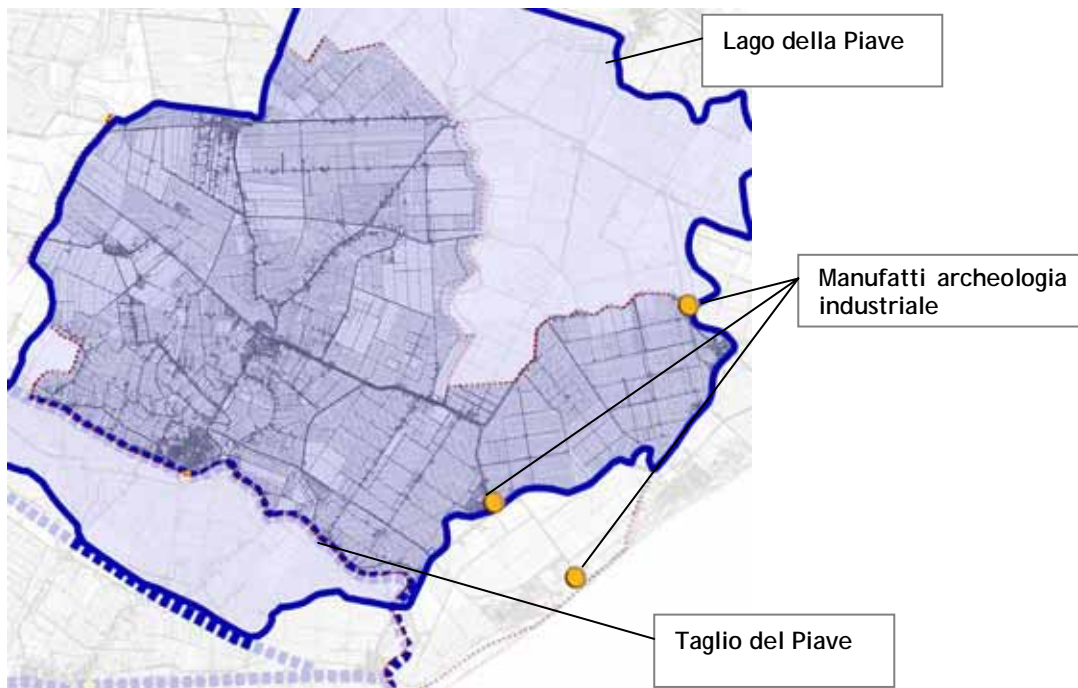 Lago della Piave
Manufatti archeologia
industriale
Taglio del Piave